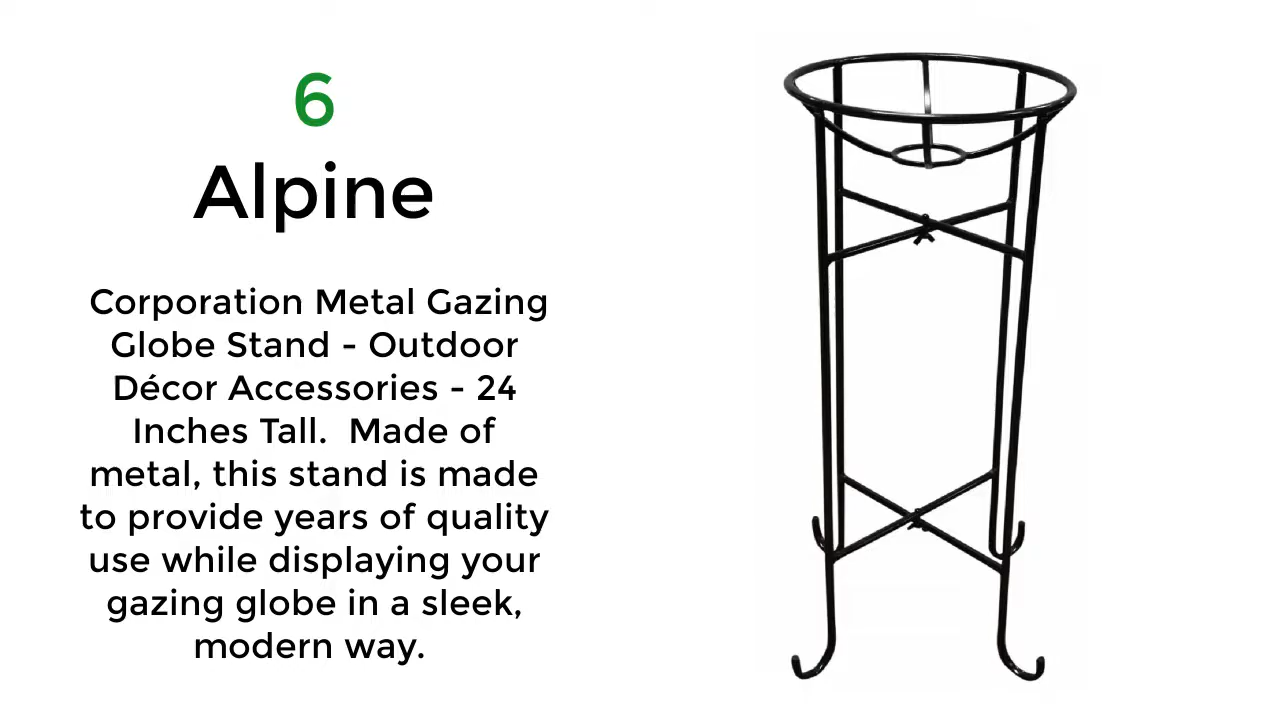 6
Alpine
Corporation Metal Gazing
Globe Stand - Outdoor
Décor Accessories - 24
Inches Tall.  Made of
metal, this stand is made
to provide years of quality
use while displaying your
gazing globe in a sleek,
modern way.